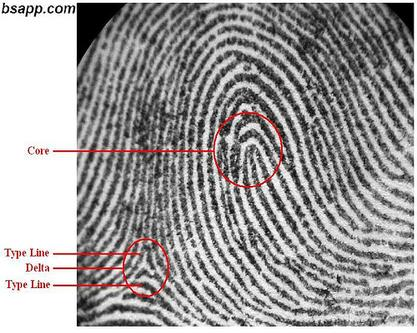 bsapp.com
Core
Type Line
Delta
Type Line